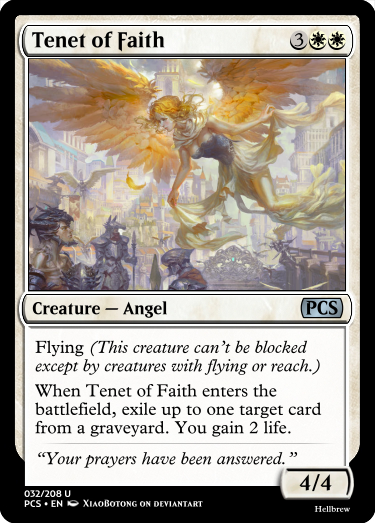 Tenet of Faith 3
Creature — Angel PCS
Flying (This creature can't be blocked
except by creatures with flying or reach.)
When Tenet of Faith enters the
battlefield, exile up to one target card
from a graveyard. You gain 2 life.
"Your prayers have been answered."
4/4
032/208 U
PCS • EN XiaoBotong on deviantart
Hellbrew